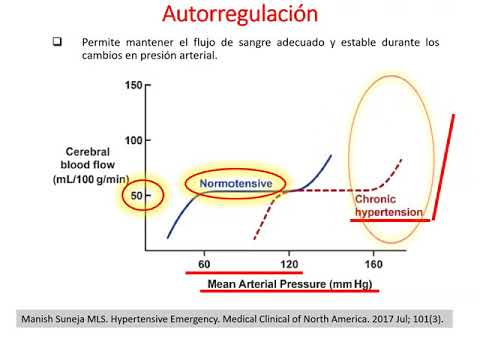 Autorregulación
Permite mantener el flujo de sangre adecuado y estable durante los
cambios en presión arterial.
150
100
Cerebral
blood flow
(mL/100 g/min)
50
Normotensive
Chronic
hypertension
60
120
160
Mean Arterial Pressure (mm Hg)
Manish Suneja MLS. Hypertensive Emergency. Medical Clinical of North America. 2017 Jul; 101(3).